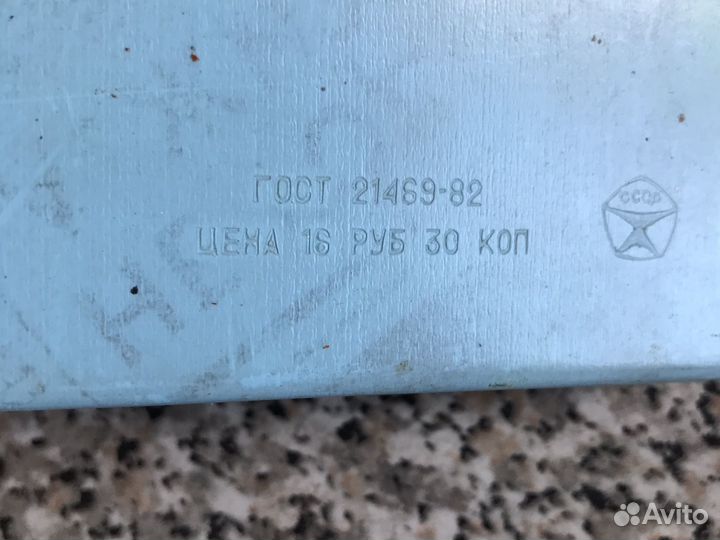 ГОСТ 21469-82
СССР
ЦЕНА 16 РУБ 30 КОП
Avito